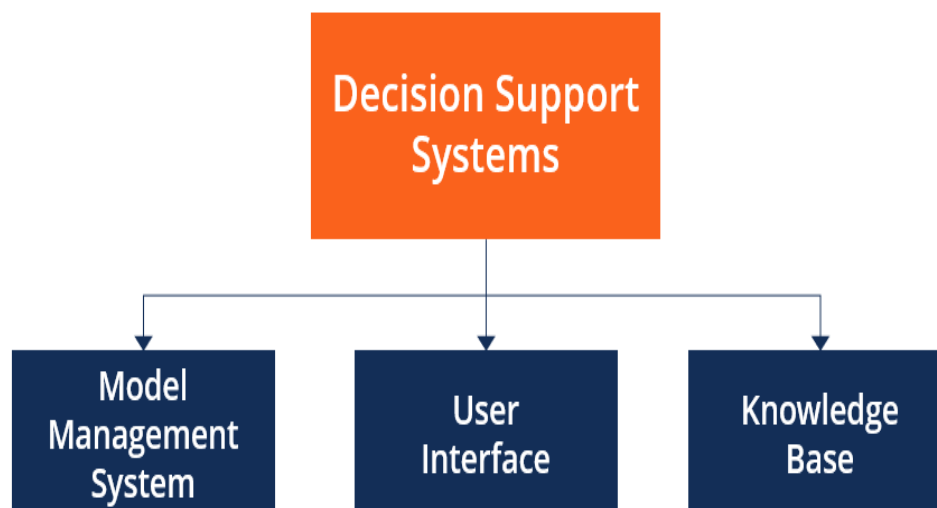 Decision Support
Systems
Model
Management
System
User
Interface
Knowledge
Base